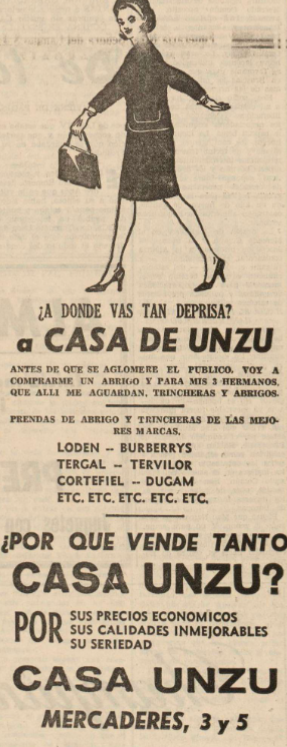 ¿A DONDE VAS TAN DEPRISA?
a CASA DE UNZU
ANTES DE QUE SE AGLOMERE EL PUBLICO. VOY A
COMPRARME UN ABRIGO Y PARA MIS 3 HERMANOS,
QUE ALLI ME AGUARDAN, TRINCHERAS Y ABRIGOS.
PRENDAS DE ABRIGO Y TRINCHERAS DE LAS MEJO-
RES MARCAS.
LODEN -- BURBERRYS
TERGAL -- TERVILOR
CORTEFIEL -- DUGAM
ETC. ETC. ETC. ETC. ETC.
¿POR QUE VENDE TANTO
CASA UNZU?
POR SUS PRECIOS ECONOMICOS
SUS CALIDADES INMEJORABLES
SU SERIEDAD
CASA UNZU
MERCADERES, 3 y 5